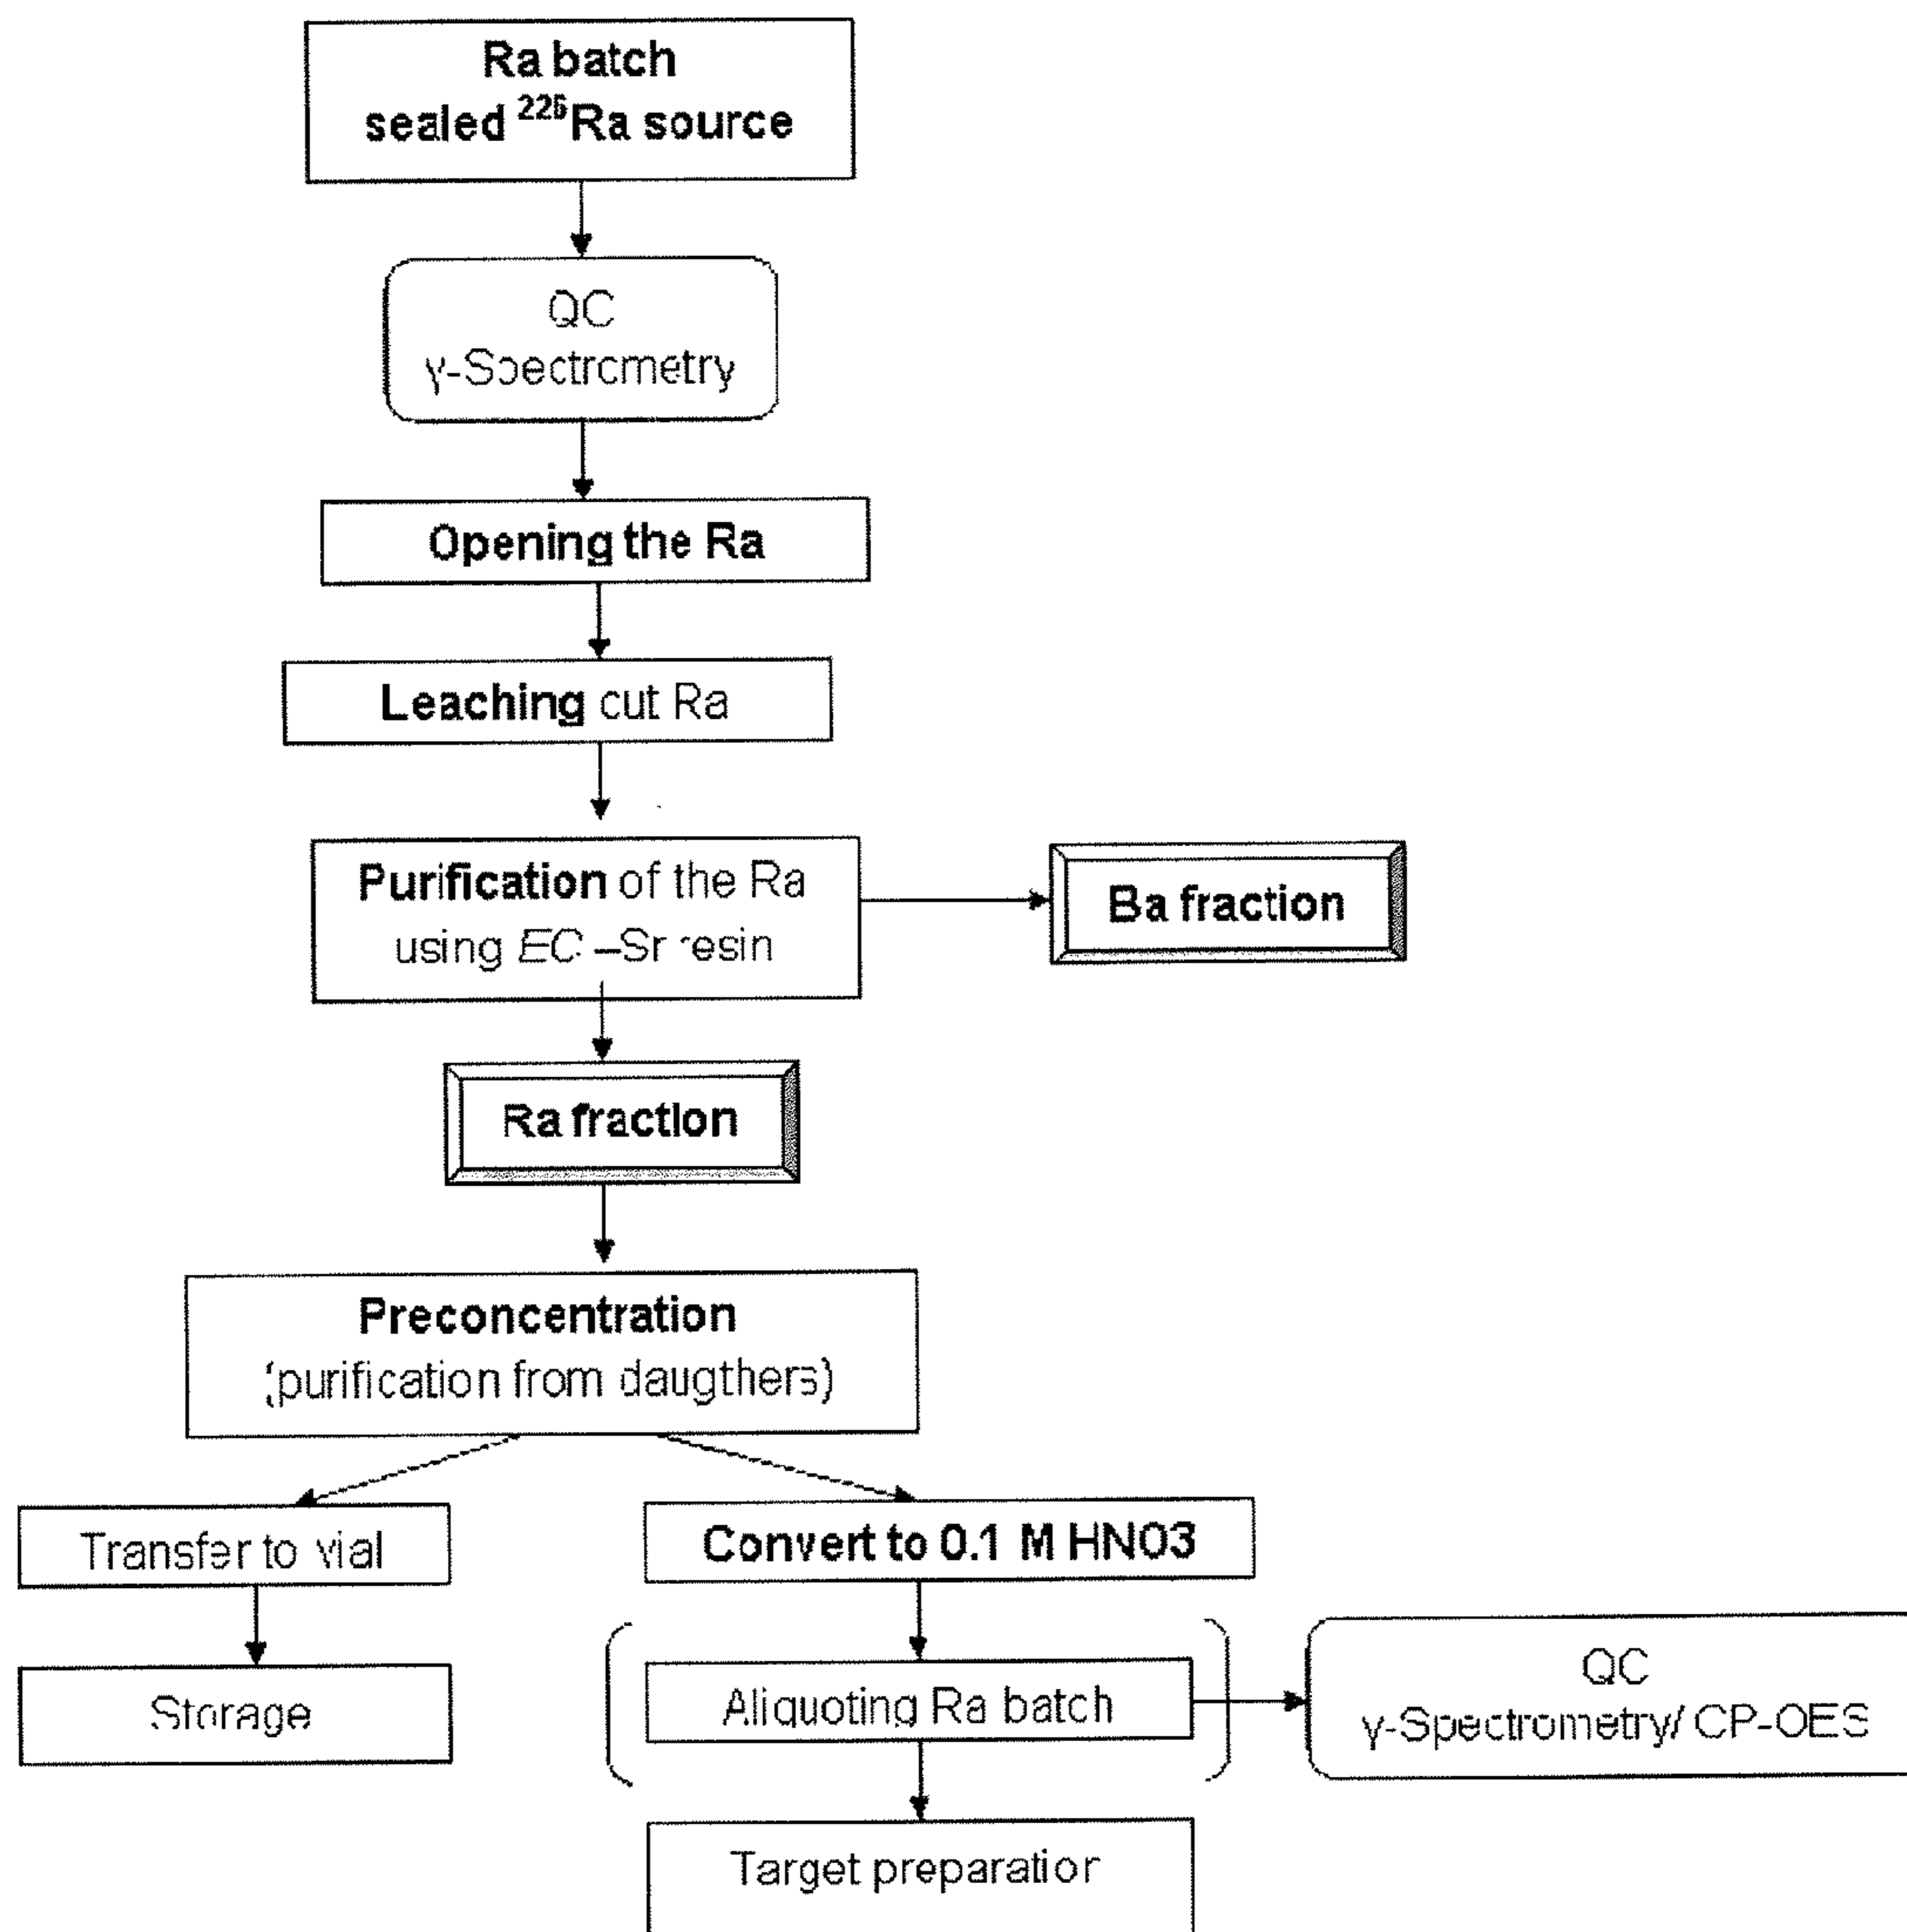 Ra batch
sealed ²²⁶Ra source
QC
γ-Spectrometry
Opening the Ra
Leaching cut Ra
Purification of the Ra
using EC –Sr resin
Ba fraction
Ra fraction
Preconcentration
(purification from daugthers)
Transfer to vial
Convert to 0.1 M HNO3
Storage
Aliquoting Ra batch
QC
γ-Spectrometry/ CP-OES
Target preparation